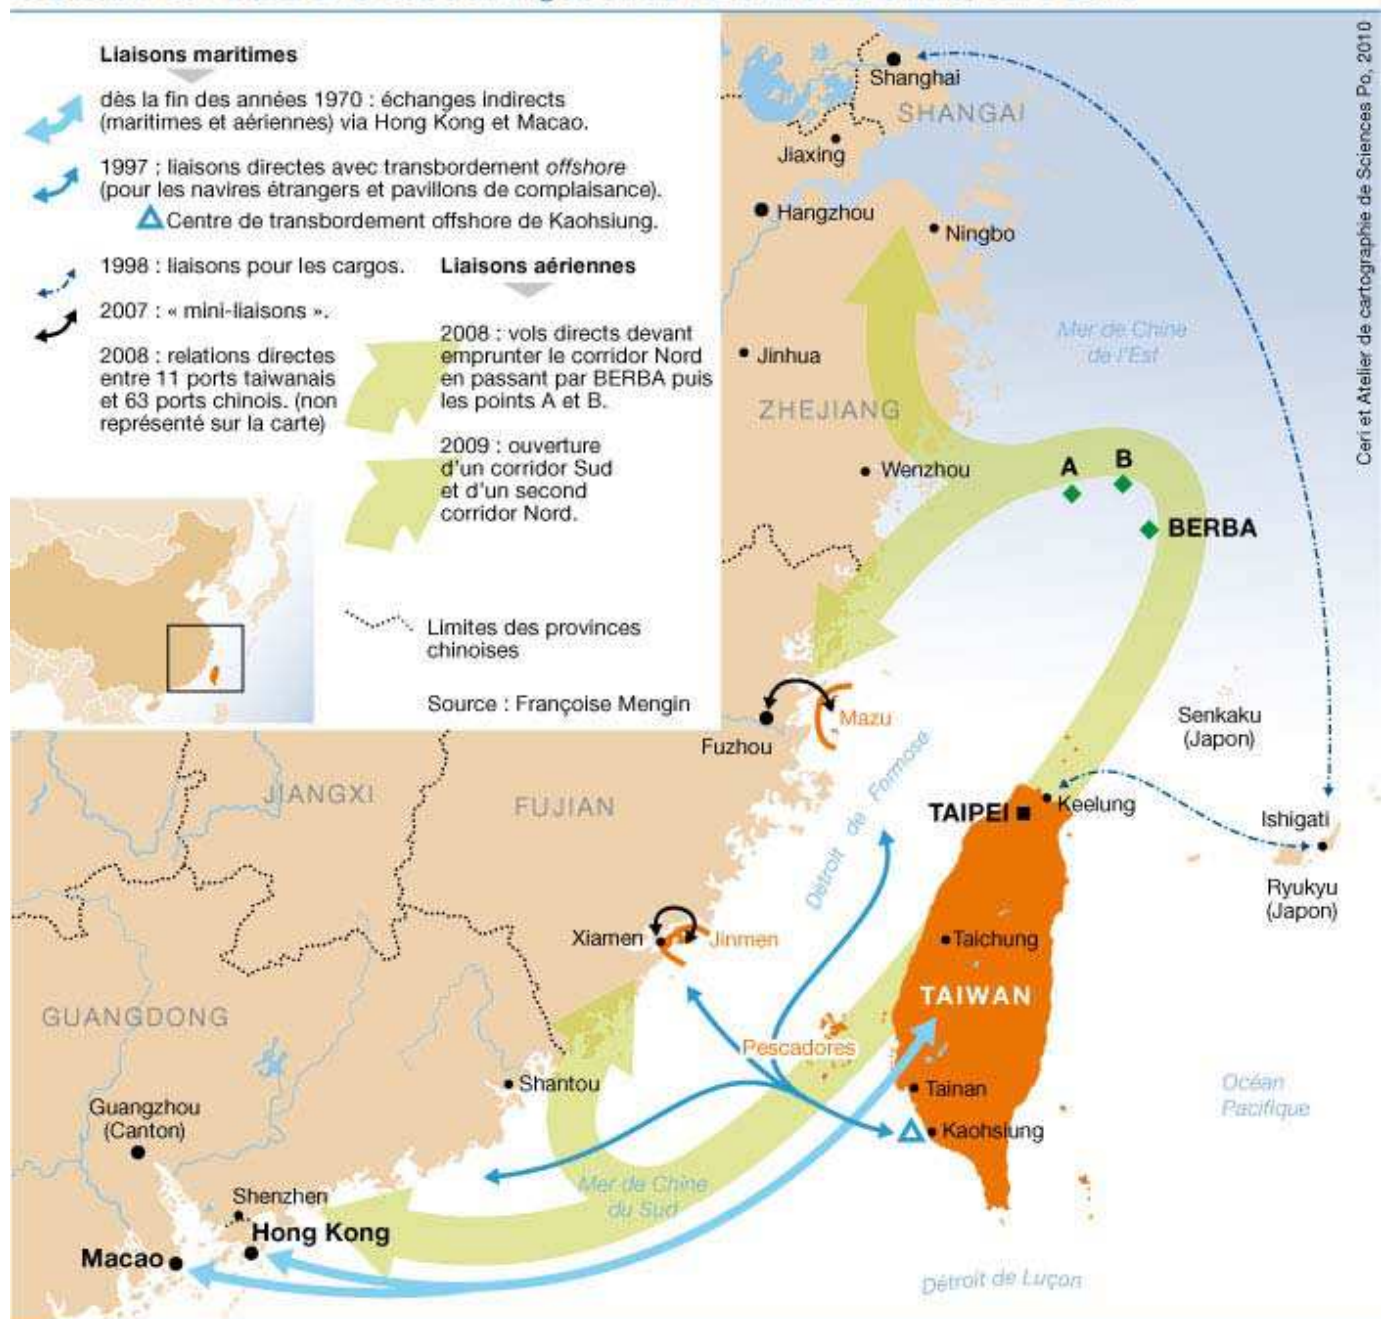 Liaisons maritimes
dès la fin des années 1970 : échanges indirects
(maritimes et aériennes) via Hong Kong et Macao.
1997 : liaisons directes avec transbordement offshore
(pour les navires étrangers et pavillons de complaisance).
Centre de transbordement offshore de Kaohsiung.
1998 : liaisons pour les cargos.
2007 : « mini-liaisons ».
2008 : relations directes
entre 11 ports taiwanais
et 63 ports chinois. (non
représenté sur la carte)
Liaisons aériennes
2008 : vols directs devant
emprunter le corridor Nord
en passant par BERBA puis
les points A et B.
2009 : ouverture
d'un corridor Sud
et d'un second
corridor Nord.
Limites des provinces
chinoises
Source : Françoise Mengin
Ceri et Atelier de cartographie de Sciences Po, 2010
Shanghai
SHANGAI
Jiaxing
Hangzhou
Ningbo
Mer de Chine
de l'Est
Jinhua
ZHEJIANG
Wenzhou
A
B
BERBA
Mazu
Fuzhou
Senkaku
(Japon)
Détroit de Formose
JIANGXI
FUJIAN
TAIPEI
Keelung
Ishigati
Ryukyu
(Japon)
Xiamen
Jinmen
Taichung
TAIWAN
GUANGDONG
Pescadores
Shantou
Tainan
Océan
Pacifique
Guangzhou
(Canton)
Kaohsiung
Mer de Chine
du Sud
Shenzhen
Hong Kong
Macao
Détroit de Luçon